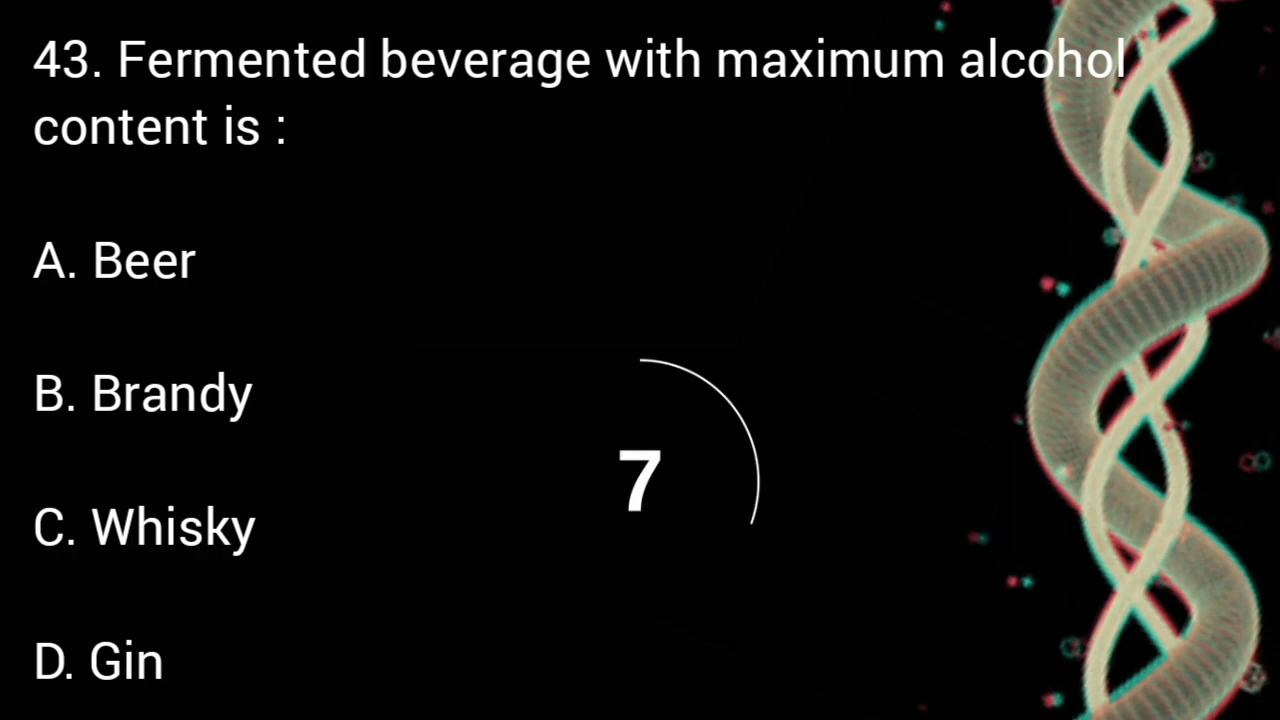 43. Fermented beverage with maximum alcohol
content is :
A. Beer
B. Brandy
7
C. Whisky
D. Gin